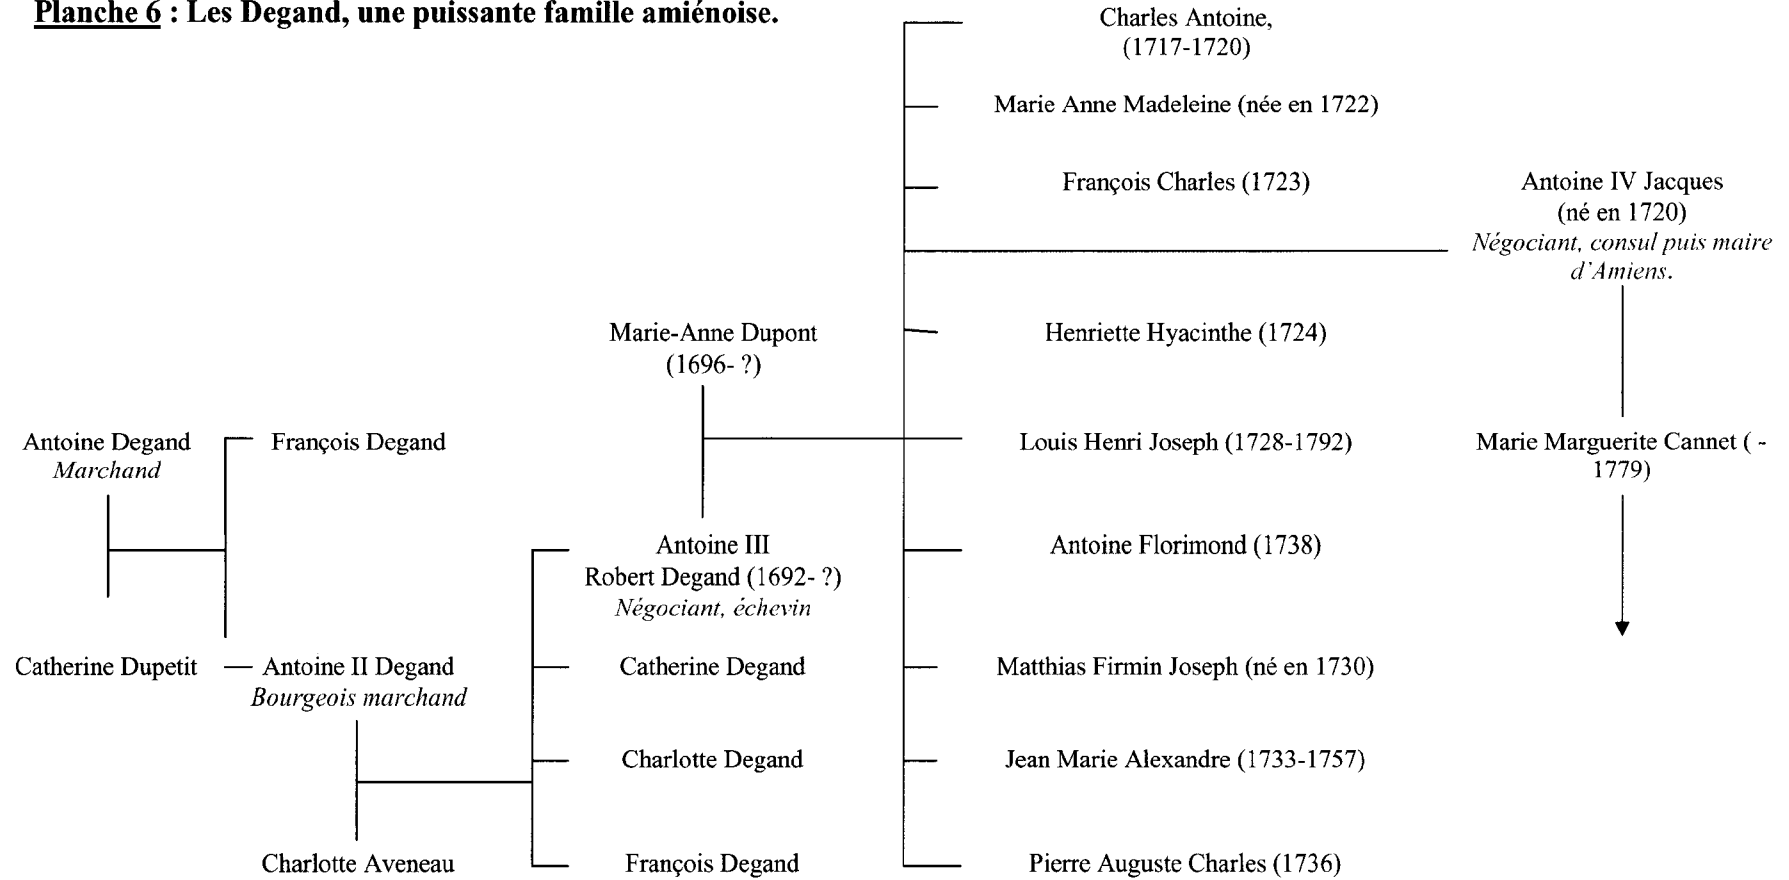 Planche 6 : Les Degand, une puissante famille amiénoise.
Charles Antoine,
(1717-1720)
Marie Anne Madeleine (née en 1722)
François Charles (1723)
Antoine IV Jacques
(né en 1720)
Négociant, consul puis maire
d'Amiens.
Marie-Anne Dupont
(1696- ?)
Henriette Hyacinthe (1724)
Antoine Degand
Marchand
François Degand
Louis Henri Joseph (1728-1792)
Marie Marguerite Cannet ( -
1779)
Antoine III
Robert Degand (1692- ?)
Négociant, échevin
Antoine Florimond (1738)
Catherine Dupetit
Antoine II Degand
Bourgeois marchand
Catherine Degand
Matthias Firmin Joseph (né en 1730)
Charlotte Degand
Jean Marie Alexandre (1733-1757)
Charlotte Aveneau
François Degand
Pierre Auguste Charles (1736)